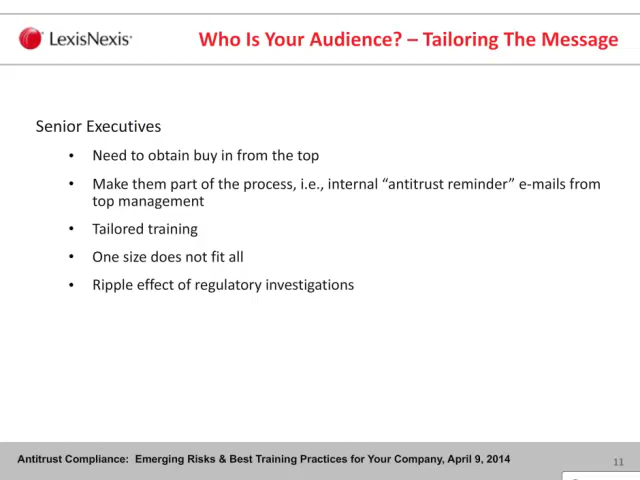 LexisNexis
Who Is Your Audience? – Tailoring The Message
Senior Executives
• Need to obtain buy in from the top
• Make them part of the process, i.e., internal “antitrust reminder” e-mails from
top management
• Tailored training
• One size does not fit all
• Ripple effect of regulatory investigations
Antitrust Compliance: Emerging Risks & Best Training Practices for Your Company, April 9, 2014
11